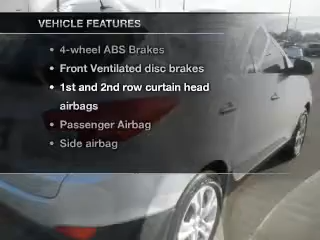 VEHICLE FEATURES
• 4-wheel ABS Brakes
• Front Ventilated disc brakes
• 1st and 2nd row curtain head
airbags
• Passenger Airbag
• Side airbag